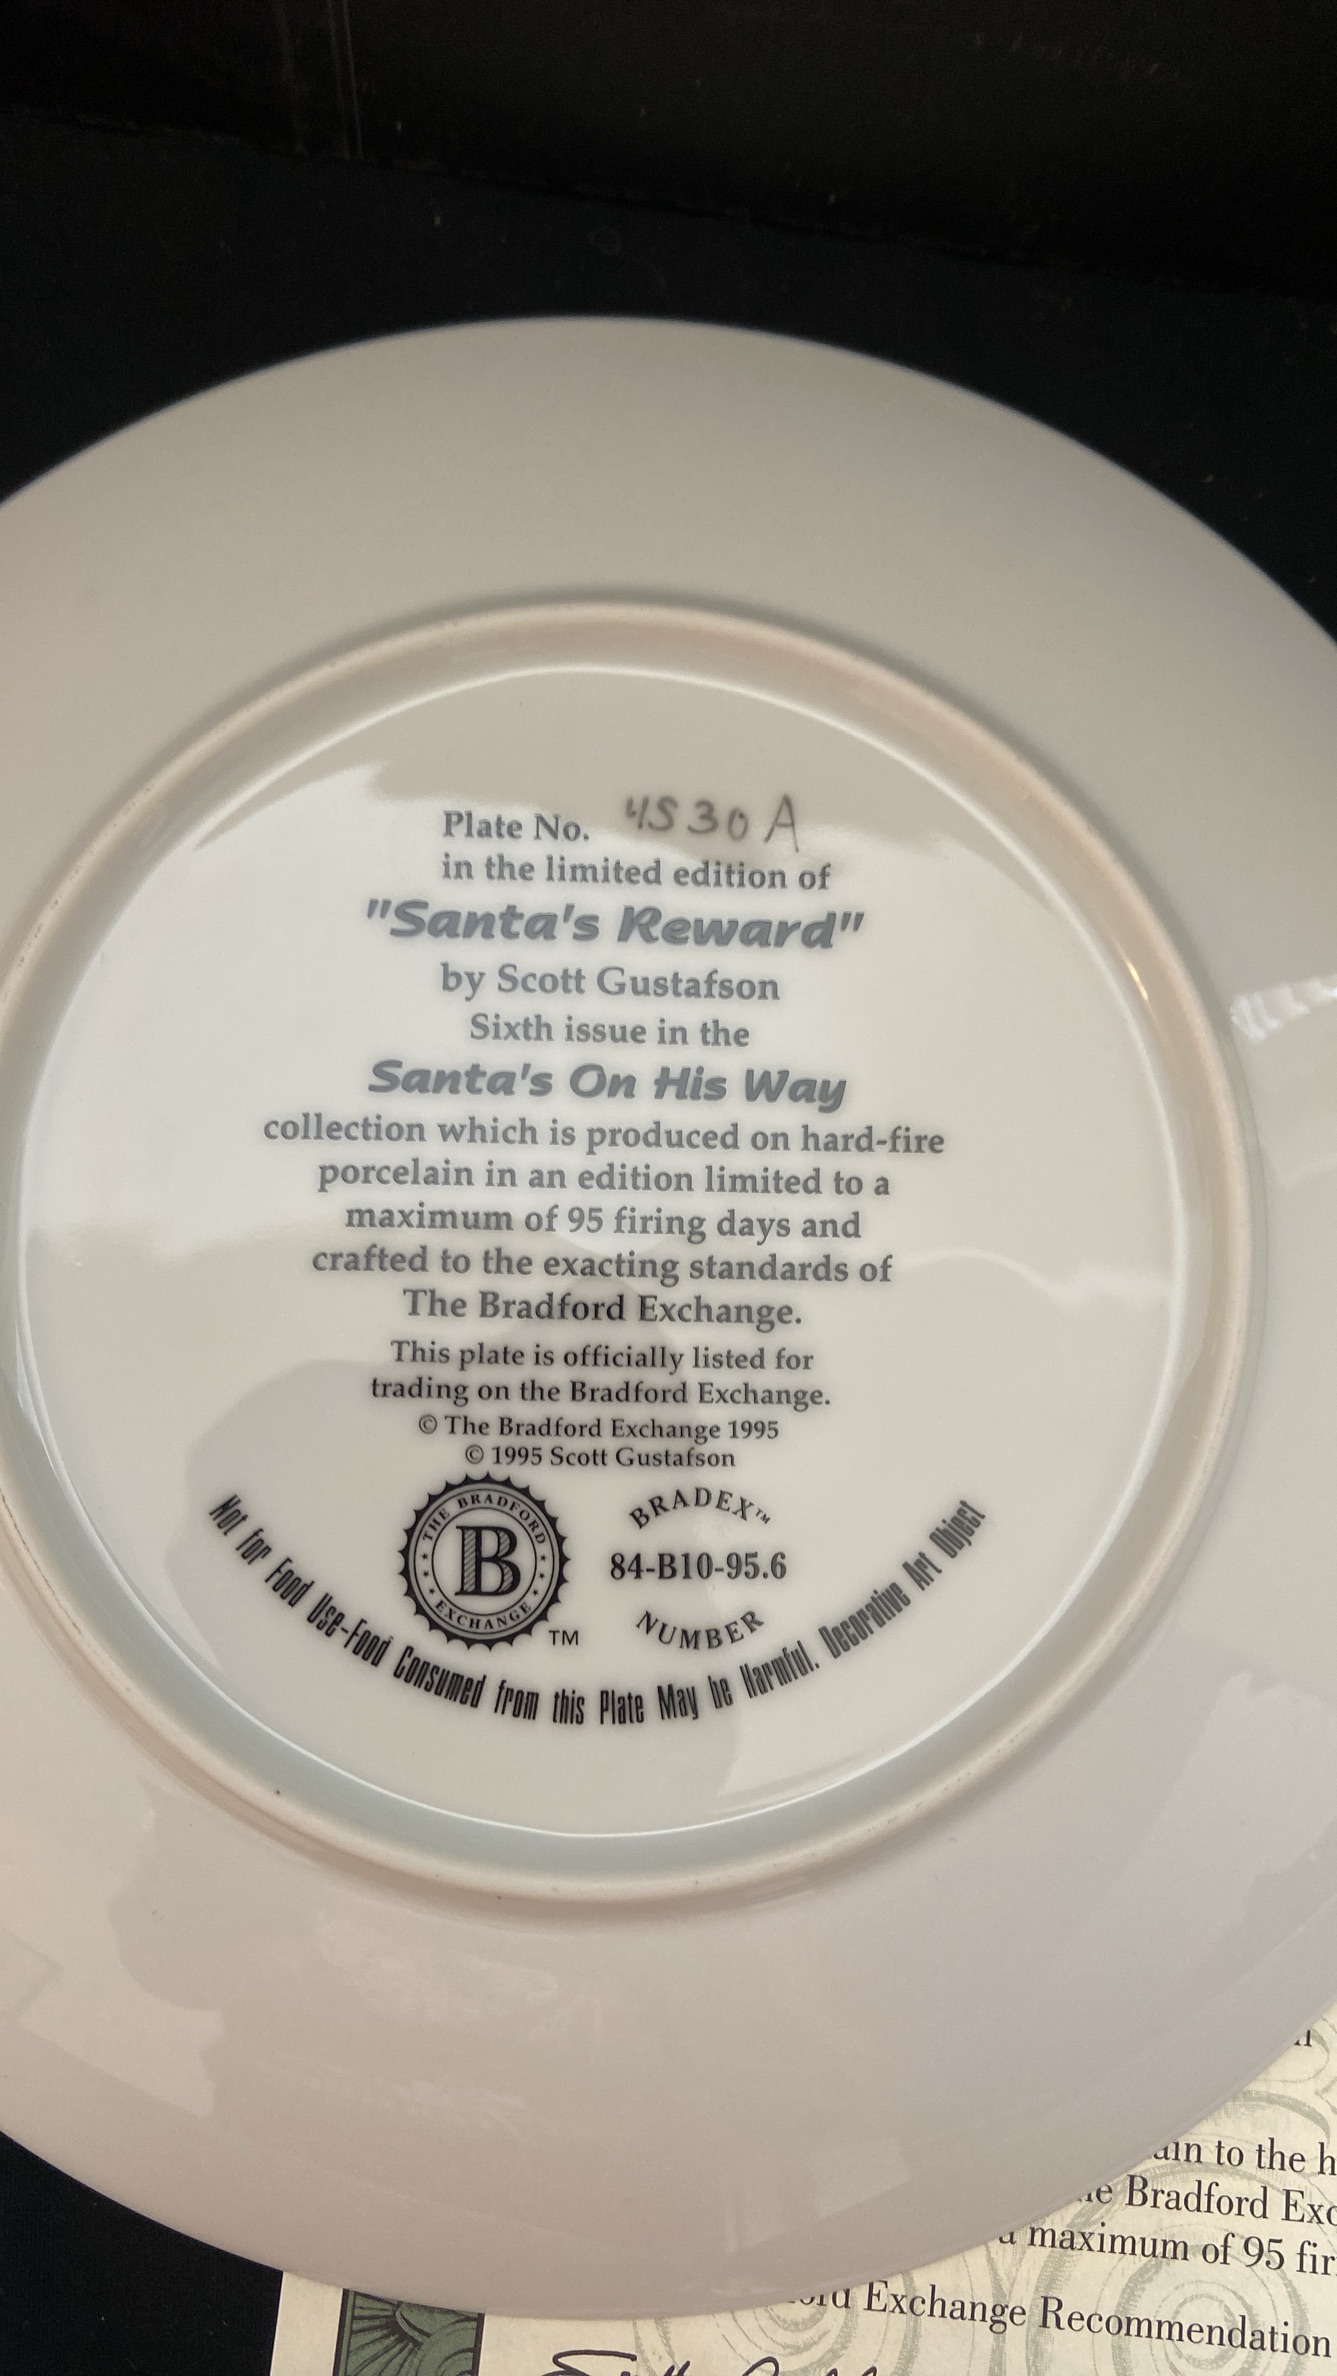 Plate No. 4530A
in the limited edition of
"Santa's Reward"
by Scott Gustafson
Sixth issue in the
Santa's On His Way
collection which is produced on hard-fire
porcelain in an edition limited to a
maximum of 95 firing days and
crafted to the exacting standards of
The Bradford Exchange.
This plate is officially listed for
trading on the Bradford Exchange.
© The Bradford Exchange 1995
© 1995 Scott Gustafson
THE BRADFORD
B
EXCHANGE
TM
BRADEX™
84-B10-95.6
NUMBER
Not for Food Use-Food Consumed from this Plate May be Harmful. Decorative Art Object
to the h
Bradford Exc
maximum of 95 fir
Exchange Recommendation